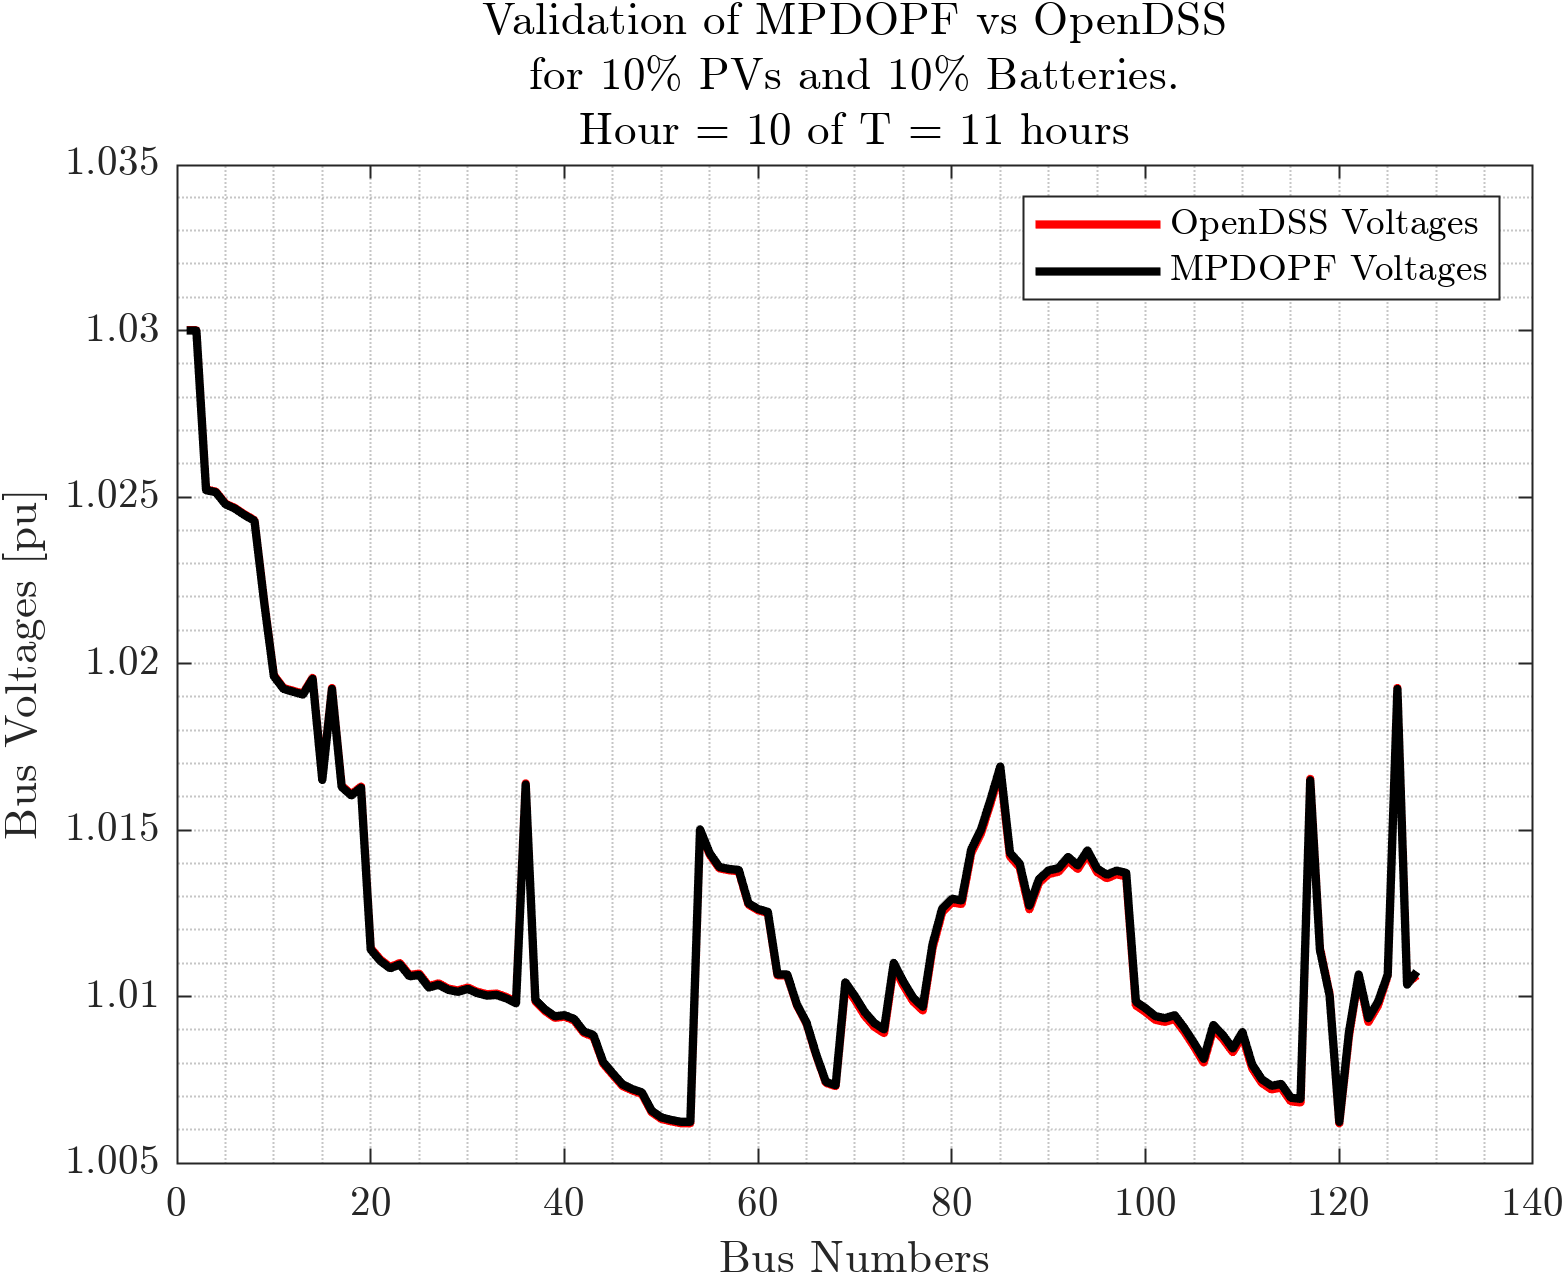 Validation of MPDOPF vs OpenDSS
for 10% PVs and 10% Batteries.
Hour = 10 of T = 11 hours
OpenDSS Voltages
MPDOPF Voltages
Bus Voltages [pu]
1.035
1.03
1.025
1.02
1.015
1.01
1.005
0 20 40 60 80 100 120 140
Bus Numbers